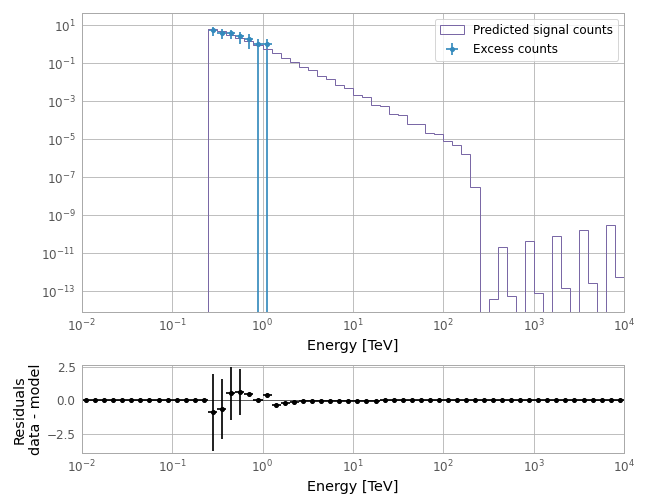 10¹
10⁻¹
10⁻³
10⁻⁵
10⁻⁷
10⁻⁹
10⁻¹¹
10⁻¹³
Predicted signal counts
Excess counts
10⁻² 10⁻¹ 10⁰ 10¹ 10² 10³ 10⁴
Energy [TeV]
Residuals
data - model
2.5
0.0
−2.5
10⁻² 10⁻¹ 10⁰ 10¹ 10² 10³ 10⁴
Energy [TeV]